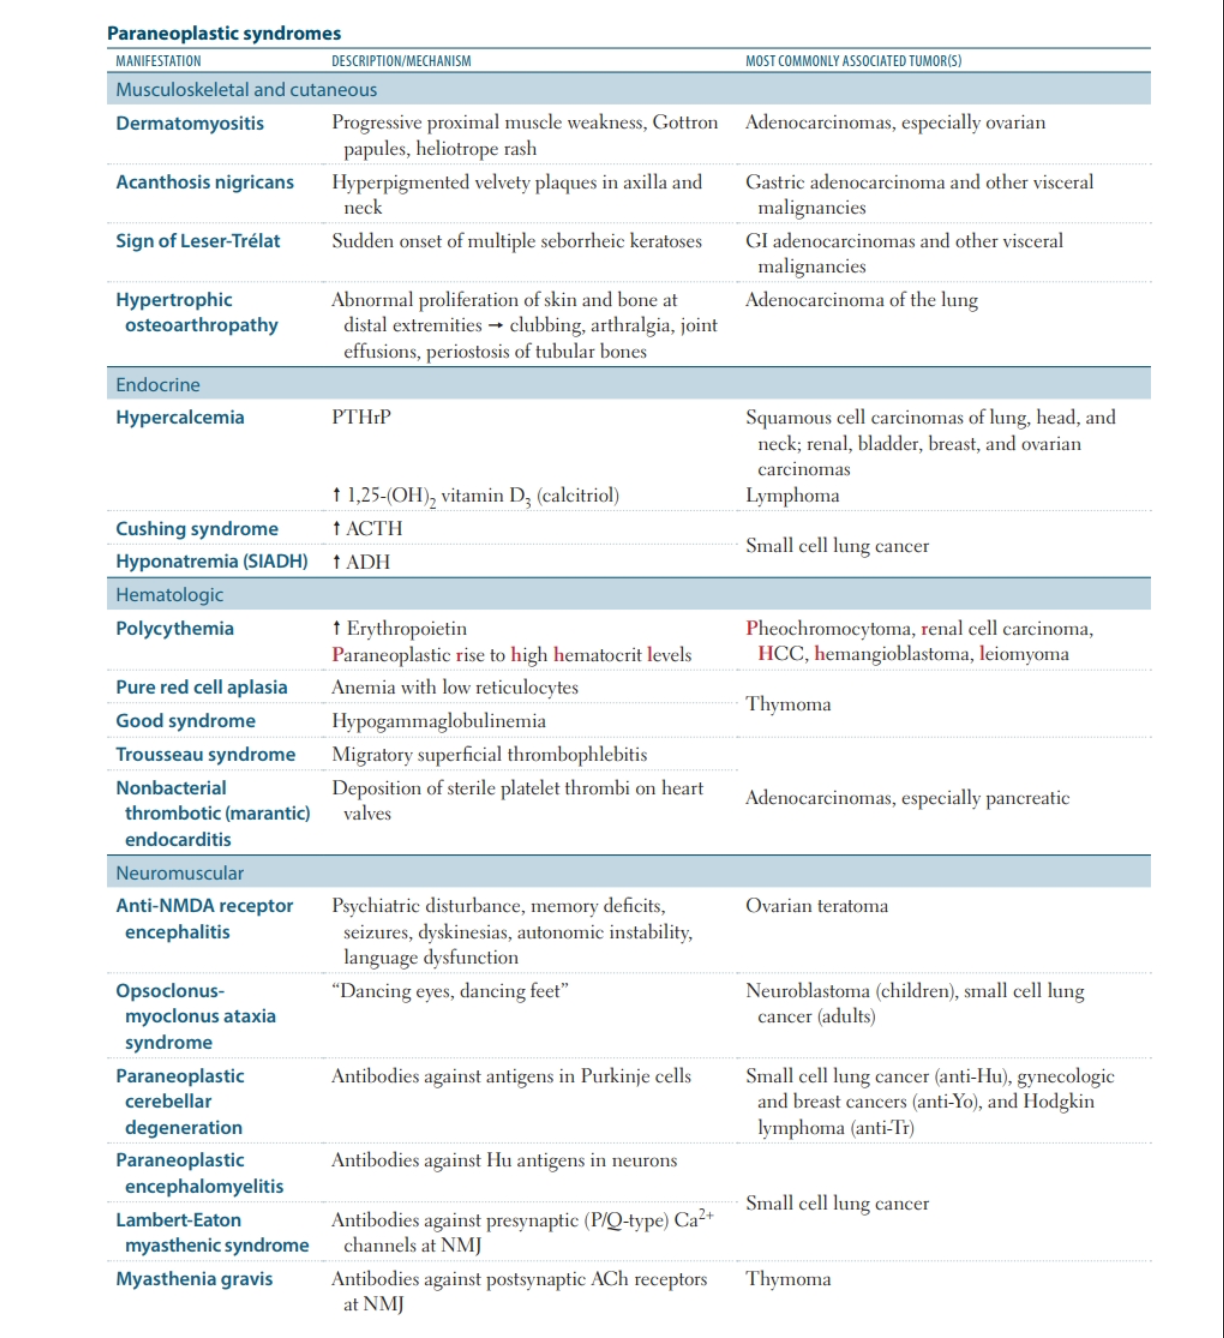 Paraneoplastic syndromes
MANIFESTATION DESCRIPTION/MECHANISM MOST COMMONLY ASSOCIATED TUMOR(S)
Musculoskeletal and cutaneous
Dermatomyositis Progressive proximal muscle weakness, Gottron Adenocarcinomas, especially ovarian
papules, heliotrope rash
Acanthosis nigricans Hyperpigmented velvety plaques in axilla and Gastric adenocarcinoma and other visceral
neck malignancies
Sign of Leser-Trélat Sudden onset of multiple seborrheic keratoses GI adenocarcinomas and other visceral
malignancies
Hypertrophic Abnormal proliferation of skin and bone at Adenocarcinoma of the lung
osteoarthropathy distal extremities → clubbing, arthralgia, joint
effusions, periostosis of tubular bones
Endocrine
Hypercalcemia PTHrP Squamous cell carcinomas of lung, head, and
neck; renal, bladder, breast, and ovarian
carcinomas
↑ 1,25-(OH)₂ vitamin D₃ (calcitriol) Lymphoma
Cushing syndrome ↑ ACTH
Small cell lung cancer
Hyponatremia (SIADH) ↑ ADH
Hematologic
Polycythemia ↑ Erythropoietin Pheochromocytoma, renal cell carcinoma,
Paraneoplastic rise to high hematocrit levels HCC, hemangioblastoma, leiomyoma
Pure red cell aplasia Anemia with low reticulocytes
Thymoma
Good syndrome Hypogammaglobulinemia
Trousseau syndrome Migratory superficial thrombophlebitis
Nonbacterial Deposition of sterile platelet thrombi on heart
Adenocarcinomas, especially pancreatic
thrombotic (marantic) valves
endocarditis
Neuromuscular
Anti-NMDA receptor Psychiatric disturbance, memory deficits, Ovarian teratoma
encephalitis seizures, dyskinesias, autonomic instability,
language dysfunction
Opsoclonus- “Dancing eyes, dancing feet” Neuroblastoma (children), small cell lung
myoclonus ataxia cancer (adults)
syndrome
Paraneoplastic Antibodies against antigens in Purkinje cells Small cell lung cancer (anti-Hu), gynecologic
cerebellar and breast cancers (anti-Yo), and Hodgkin
degeneration lymphoma (anti-Tr)
Paraneoplastic Antibodies against Hu antigens in neurons
encephalomyelitis
Small cell lung cancer
Lambert-Eaton Antibodies against presynaptic (P/Q-type) Ca²⁺
myasthenic syndrome channels at NMJ
Myasthenia gravis Antibodies against postsynaptic ACh receptors Thymoma
at NMJ